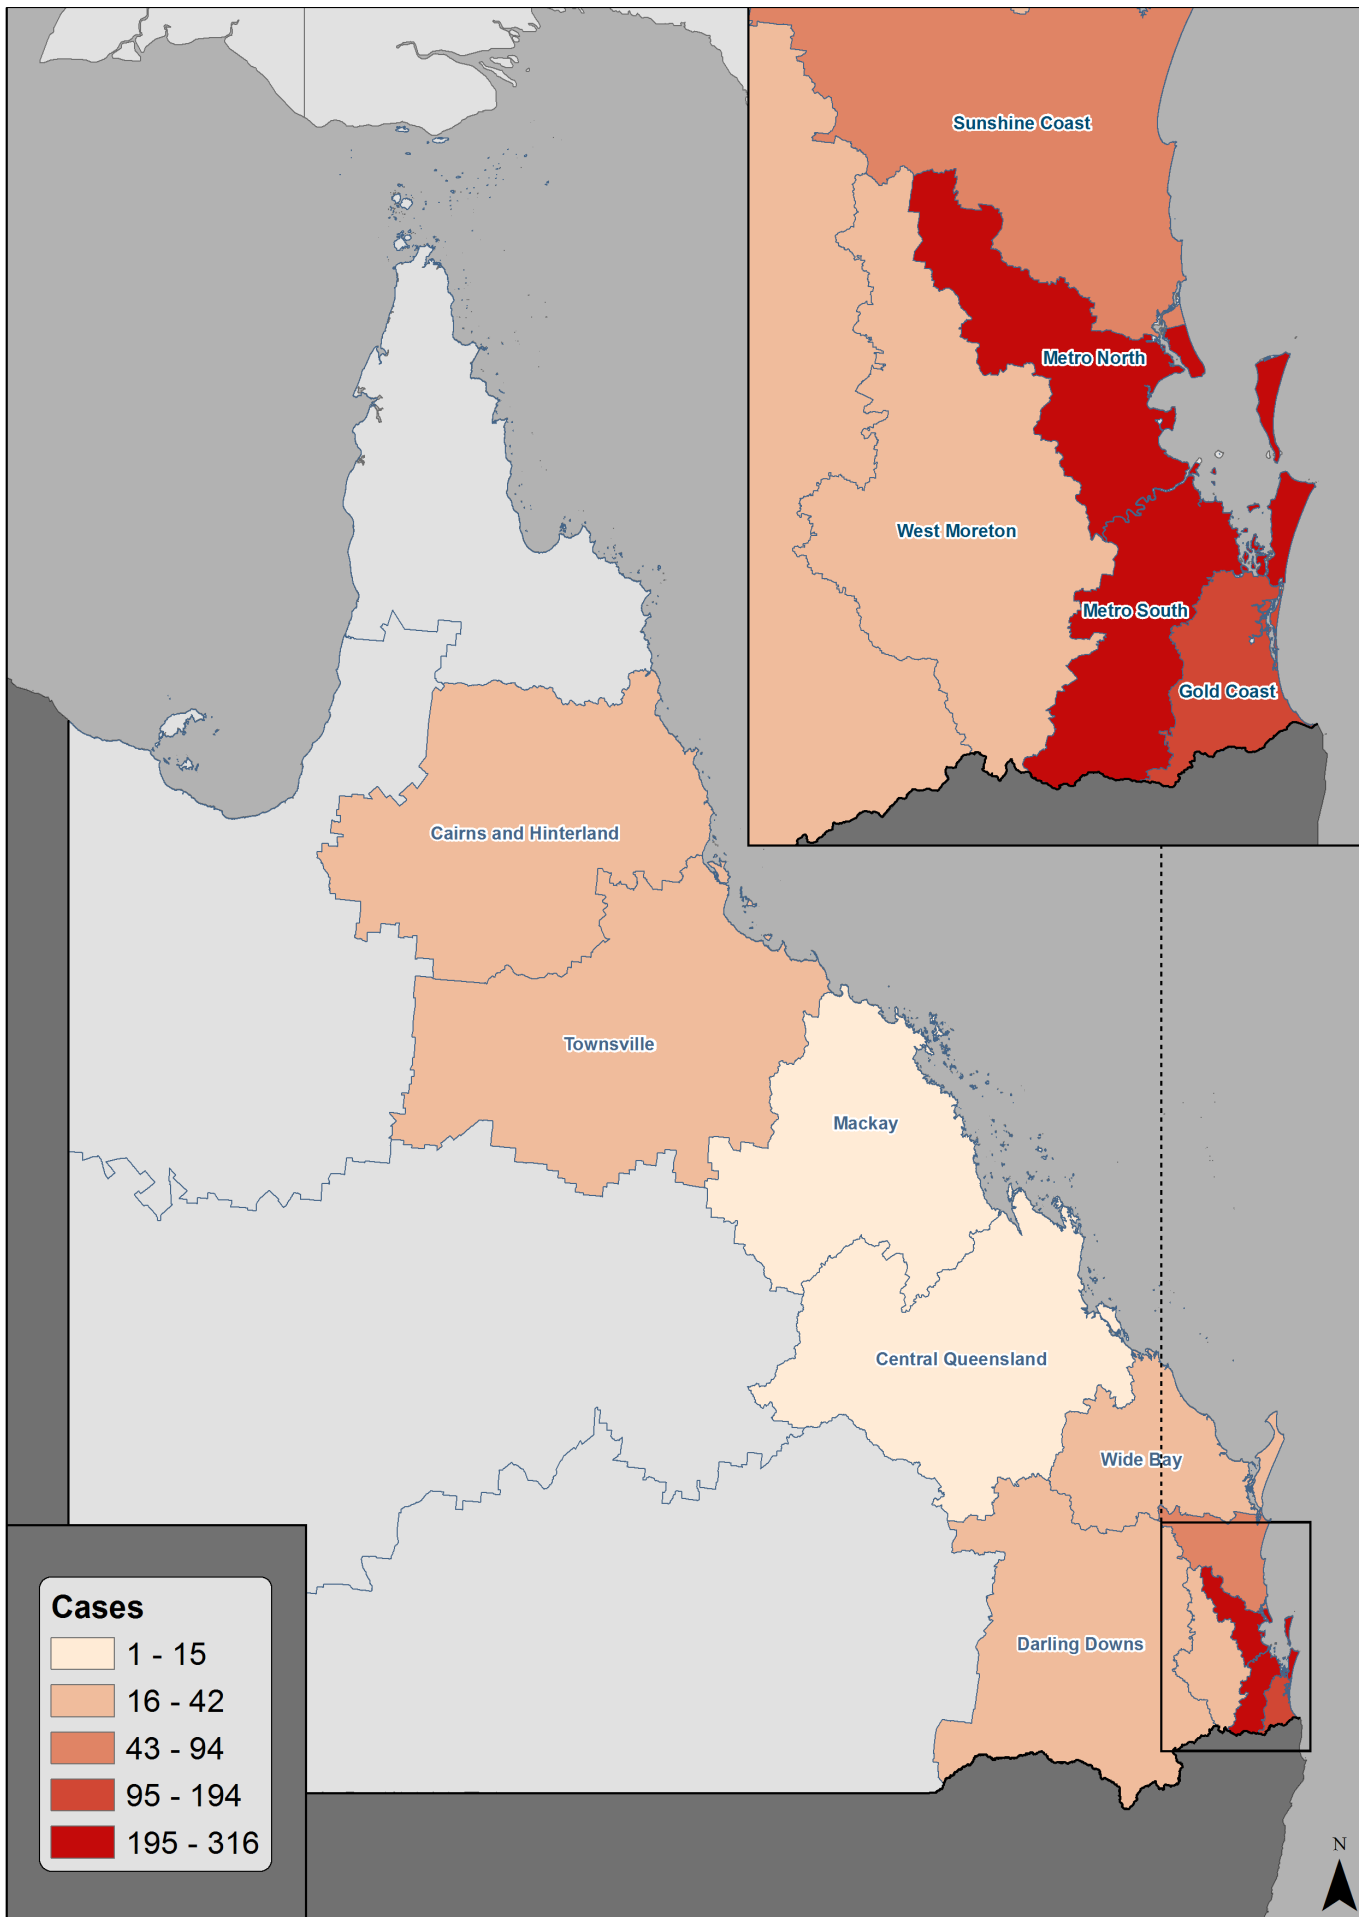 Sunshine Coast
Metro North
West Moreton
Metro South
Gold Coast
Cairns and Hinterland
Townsville
Mackay
Central Queensland
Wide Bay
Darling Downs
Cases
1 - 15
16 - 42
43 - 94
95 - 194
195 - 316
N